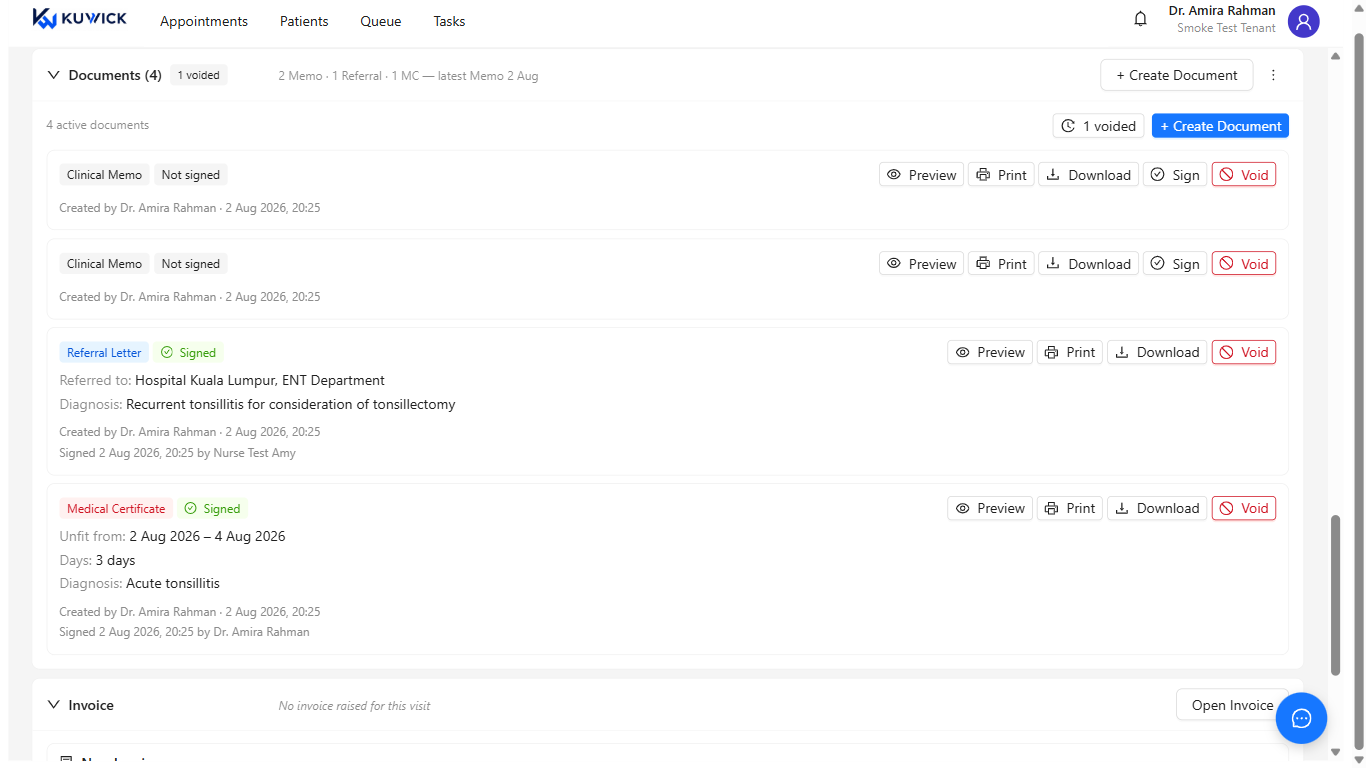 KUWICK Appointments Patients Queue Tasks Dr. Amira Rahman
Smoke Test Tenant
Documents (4) 1 voided 2 Memo · 1 Referral · 1 MC — latest Memo 2 Aug + Create Document
4 active documents 1 voided + Create Document
Clinical Memo Not signed Preview Print Download Sign Void
Created by Dr. Amira Rahman · 2 Aug 2026, 20:25
Clinical Memo Not signed Preview Print Download Sign Void
Created by Dr. Amira Rahman · 2 Aug 2026, 20:25
Referral Letter Signed Preview Print Download Void
Referred to: Hospital Kuala Lumpur, ENT Department
Diagnosis: Recurrent tonsillitis for consideration of tonsillectomy
Created by Dr. Amira Rahman · 2 Aug 2026, 20:25
Signed 2 Aug 2026, 20:25 by Nurse Test Amy
Medical Certificate Signed Preview Print Download Void
Unfit from: 2 Aug 2026 – 4 Aug 2026
Days: 3 days
Diagnosis: Acute tonsillitis
Created by Dr. Amira Rahman · 2 Aug 2026, 20:25
Signed 2 Aug 2026, 20:25 by Dr. Amira Rahman
Invoice No invoice raised for this visit Open Invoice